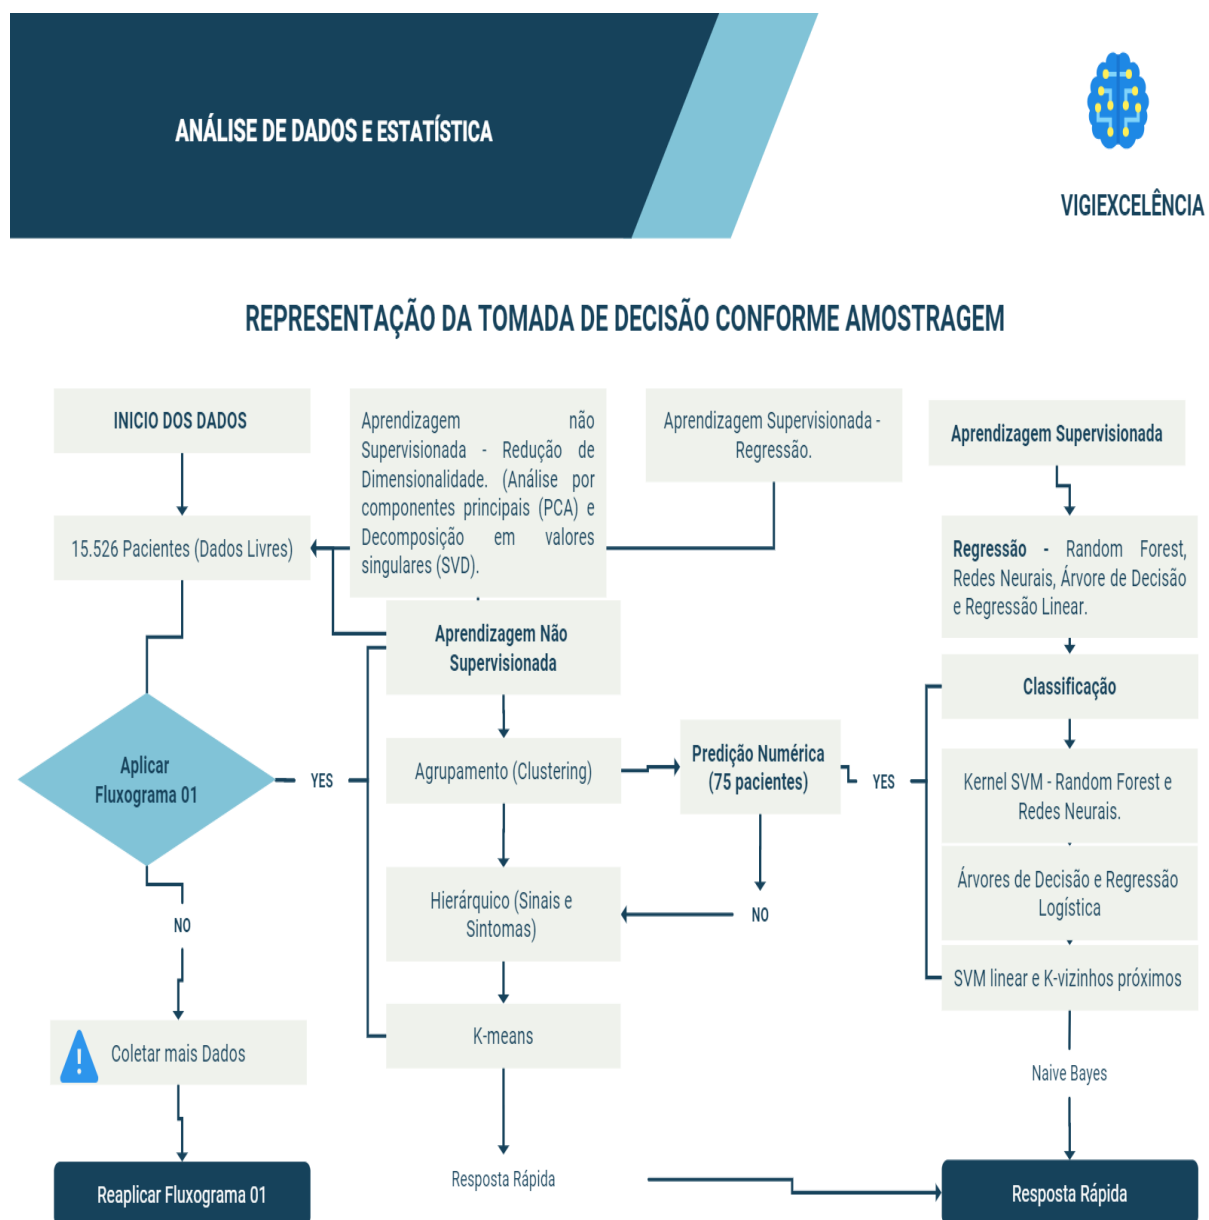 ANÁLISE DE DADOS E ESTATÍSTICA
VIGIEXCELÊNCIA
REPRESENTAÇÃO DA TOMADA DE DECISÃO CONFORME AMOSTRAGEM
INICIO DOS DADOS
15.526 Pacientes (Dados Livres)
Aplicar
Fluxograma 01
YES
NO
Coletar mais Dados
Reaplicar Fluxograma 01
Aprendizagem não
Supervisionada - Redução de
Dimensionalidade. (Análise por
componentes principais (PCA) e
Decomposição em valores
singulares (SVD).
Aprendizagem Não
Supervisionada
Agrupamento (Clustering)
Hierárquico (Sinais e
Sintomas)
K-means
Resposta Rápida
Aprendizagem Supervisionada -
Regressão.
Predição Numérica
(75 pacientes)
NO
YES
Aprendizagem Supervisionada
Regressão - Random Forest,
Redes Neurais, Árvore de Decisão
e Regressão Linear.
Classificação
Kernel SVM - Random Forest e
Redes Neurais.
Árvores de Decisão e Regressão
Logística
SVM linear e K-vizinhos próximos
Naive Bayes
Resposta Rápida